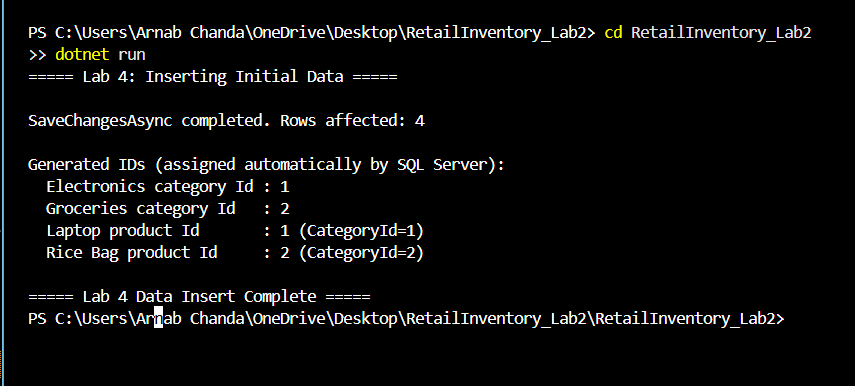 PS C:\Users\Arnab Chanda\OneDrive\Desktop\RetailInventory_Lab2> cd RetailInventory_Lab2
>> dotnet run
===== Lab 4: Inserting Initial Data =====
SaveChangesAsync completed. Rows affected: 4
Generated IDs (assigned automatically by SQL Server):
  Electronics category Id : 1
  Groceries category Id   : 2
  Laptop product Id       : 1 (CategoryId=1)
  Rice Bag product Id     : 2 (CategoryId=2)
===== Lab 4 Data Insert Complete =====
PS C:\Users\Arnab Chanda\OneDrive\Desktop\RetailInventory_Lab2\RetailInventory_Lab2>